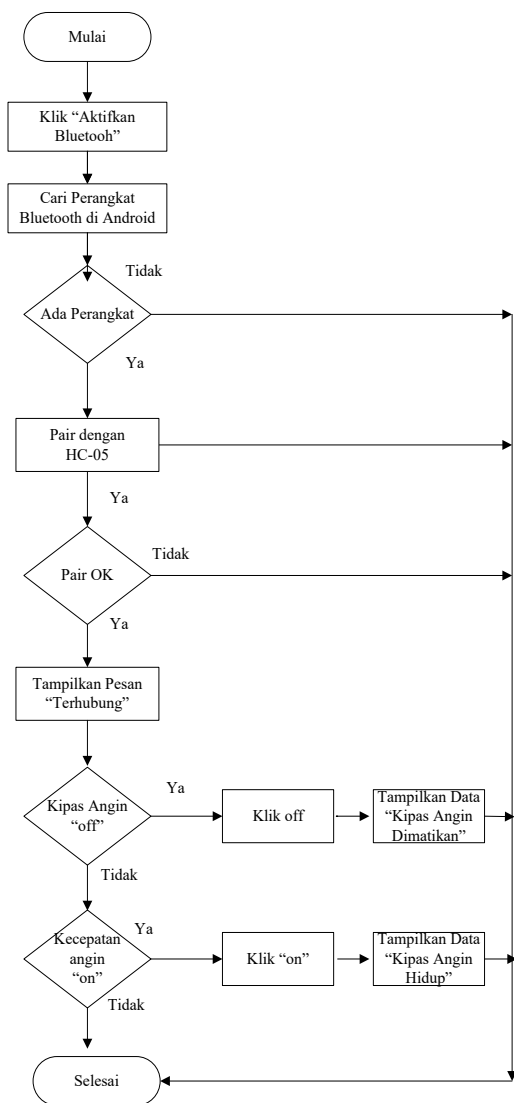 Mulai
Klik “Aktifkan
Bluetooh”
Cari Perangkat
Bluetooth di Android
Tidak
Ada Perangkat
Ya
Pair dengan
HC-05
Ya
Tidak
Pair OK
Ya
Tampilkan Pesan
“Terhubung”
Kipas Angin
“off”
Ya
Klik off
Tampilkan Data
“Kipas Angin
Dimatikan”
Tidak
Kecepatan
angin
“on”
Ya
Klik “on”
Tampilkan Data
“Kipas Angin
Hidup”
Tidak
Selesai